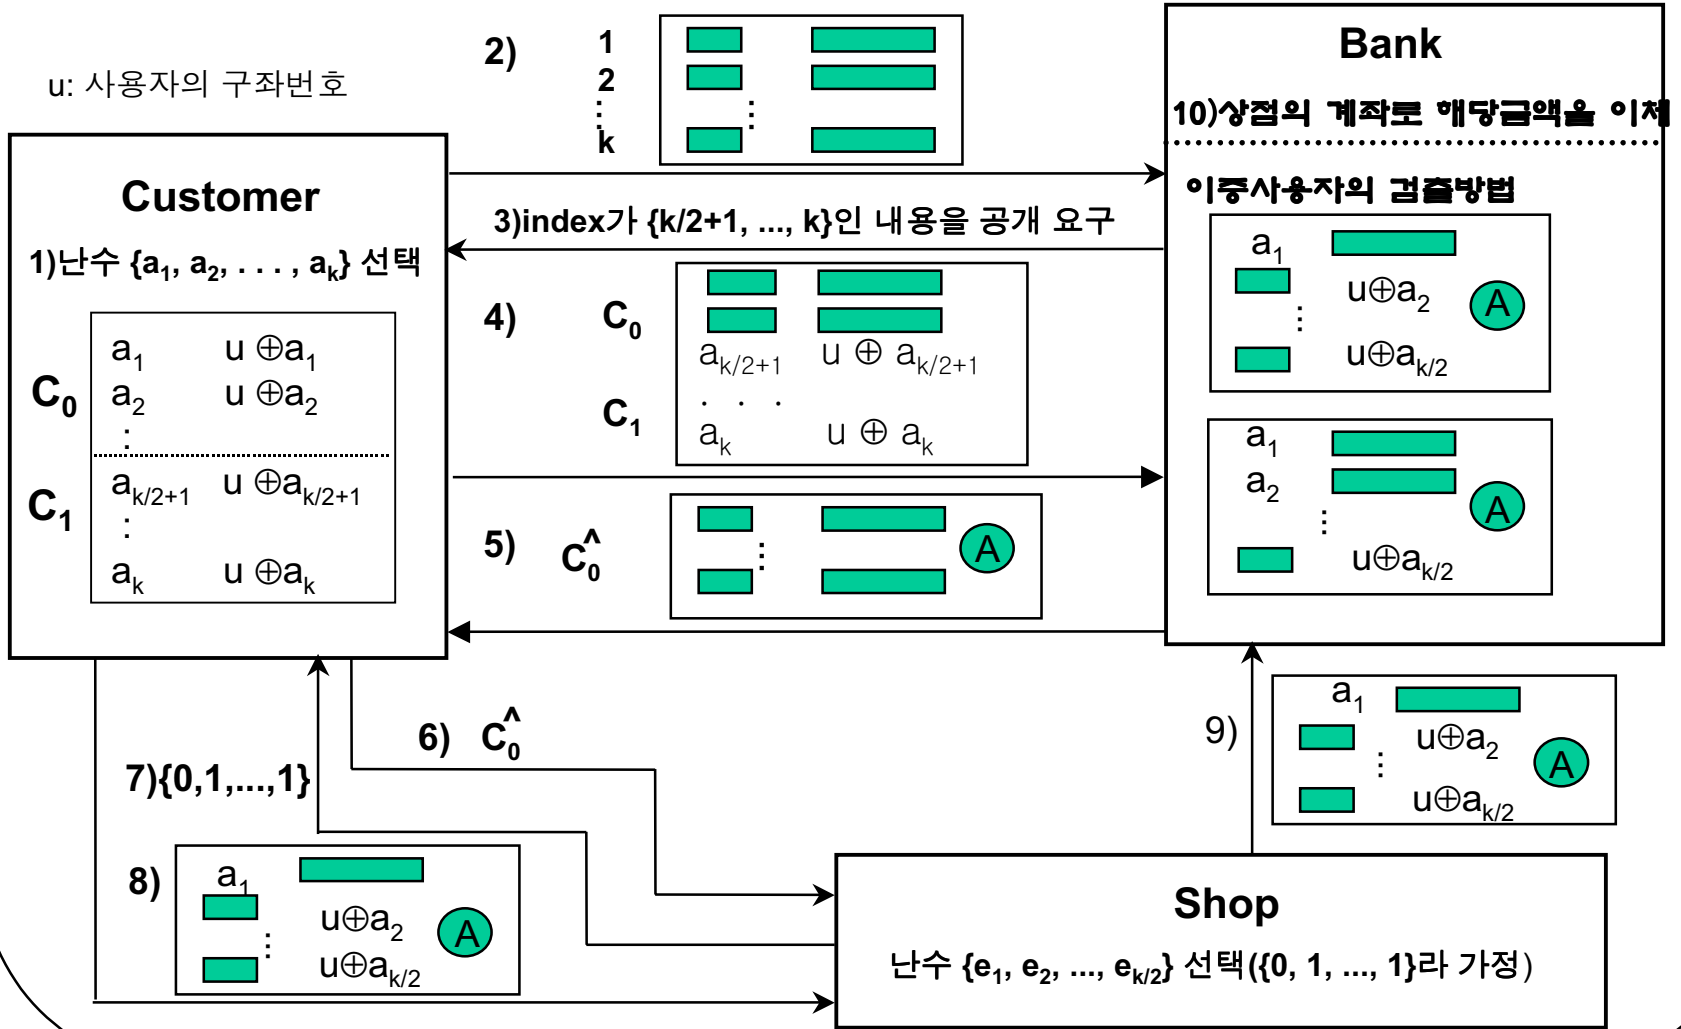 u: 사용자의 구좌번호
Customer
1)난수 {a1, a2, . . . , ak} 선택
C0
a1 u ⊕a1
a2 u ⊕a2
:
C1
ak/2+1 u ⊕ak/2+1
:
ak u ⊕ak
2)
1
2
:
k
3)index가 {k/2+1, ..., k}인 내용을 공개 요구
4)
C0
ak/2+1 u ⊕ ak/2+1
. . .
C1
ak u ⊕ ak
5) C0^
A
Bank
10)상점의 계좌로 해당금액을 이체
이중사용자의 검출방법
a1
u⊕a2
A
u⊕ak/2
a1
a2
A
u⊕ak/2
6) C0^
7){0,1,...,1}
8)
a1
u⊕a2
A
u⊕ak/2
9)
a1
u⊕a2
A
u⊕ak/2
Shop
난수 {e1, e2, ..., ek/2} 선택({0, 1, ..., 1}라 가정)